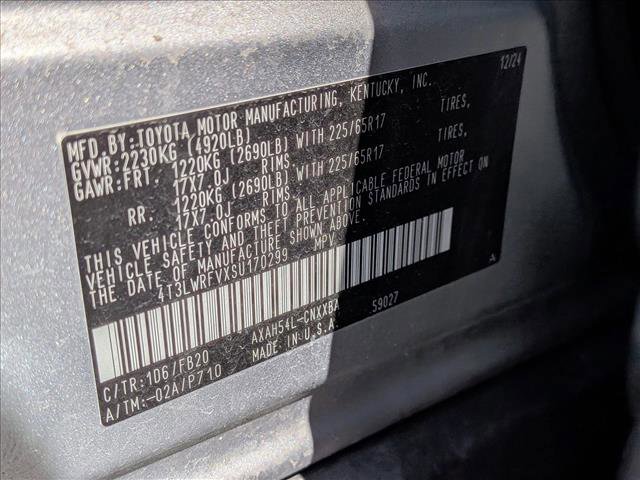 MFD.BY:TOYOTA MOTOR MANUFACTURING, KENTUCKY, INC. 12/24
GVWR:2230KG (4920LB)
GAWR:FRT 1220KG (2690LB) WITH 225/65R17 TIRES,
17X7.0J RIMS
RR. 1220KG (2690LB) WITH 225/65R17 TIRES,
17X7.0J RIMS
THIS VEHICLE CONFORMS TO ALL APPLICABLE FEDERAL MOTOR
VEHICLE SAFETY AND THEFT PREVENTION STANDARDS IN EFFECT ON
THE DATE OF MANUFACTURE SHOWN ABOVE.
4T3LWRFVXSU170299 MPV
59027
C/TR:1D6/FB20 AXAH54L-CNXXBA
A/TM:-02A/P710 MADE IN U.S.A.